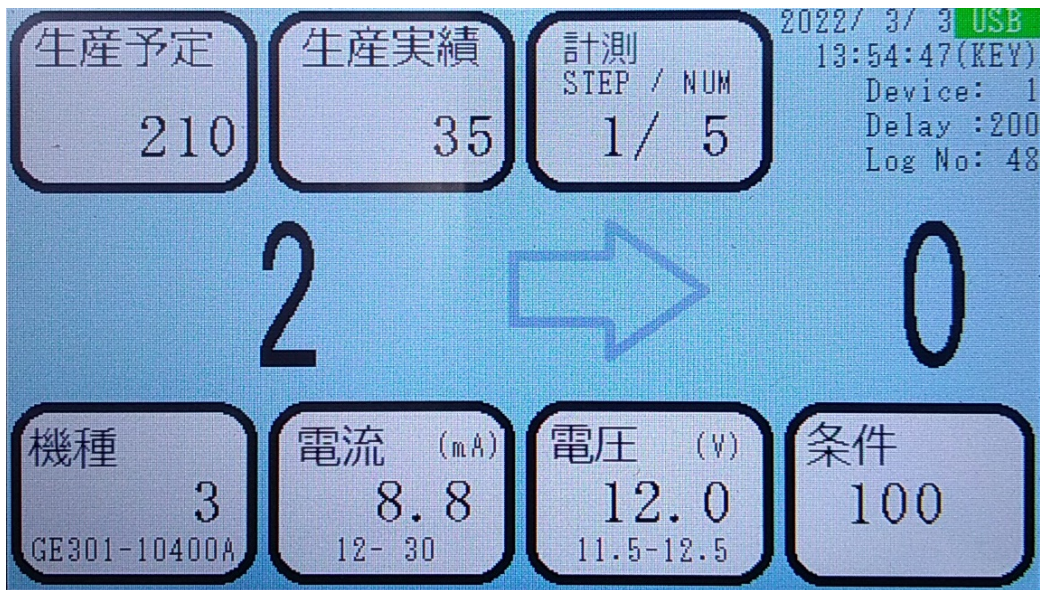 生産予定
210
生産実績
35
計測
STEP / NUM
1/ 5
2022/ 3/ 3 USB
13:54:47(KEY)
Device: 1
Delay :200
Log No: 48
2
0
機種
3
GE301-10400A
電流 (mA)
8.8
12- 30
電圧 (V)
12.0
11.5-12.5
条件
100